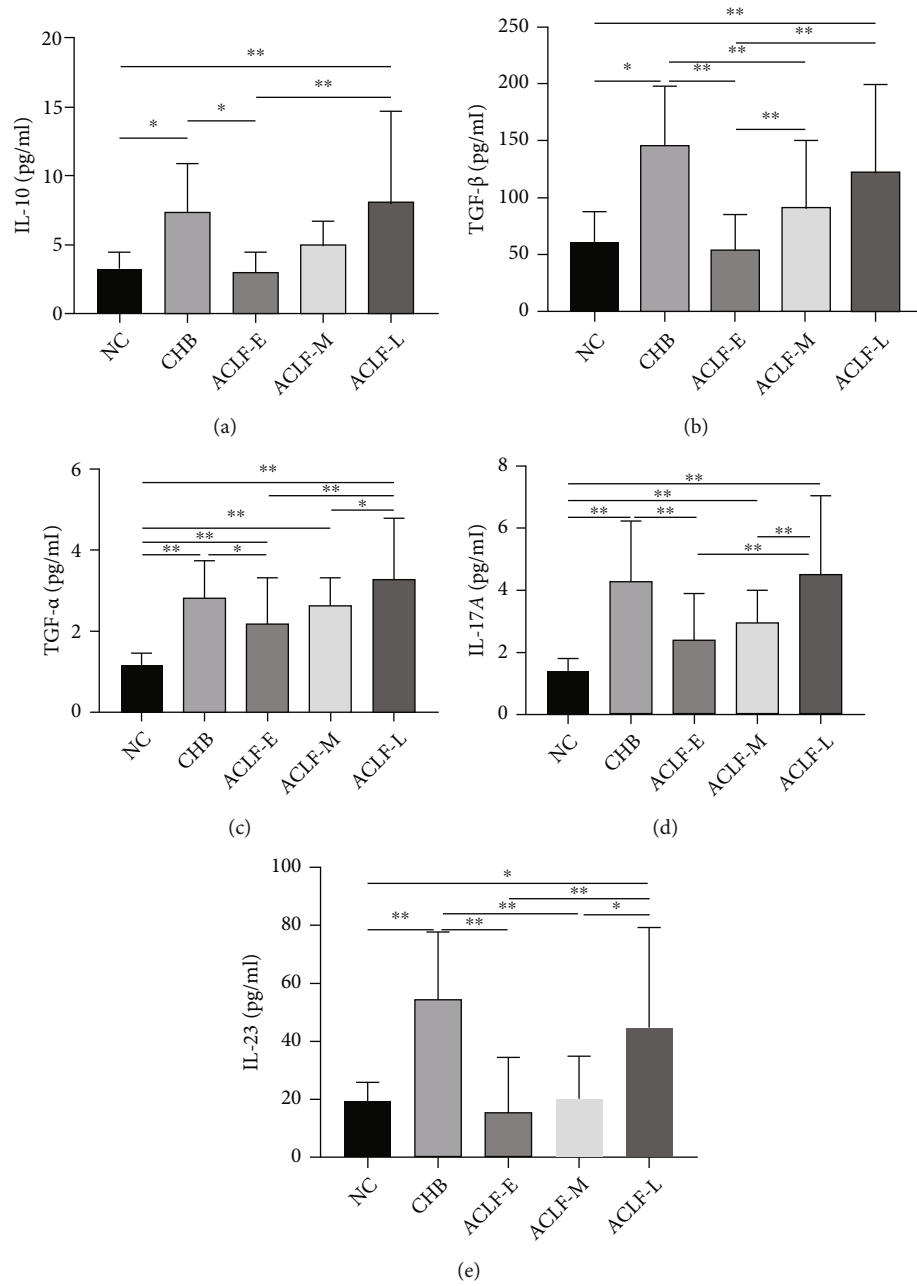 20
15
10
5
0
IL-10 (pg/ml)
**
**
*
*
NC
CHB
ACLF-E
ACLF-M
ACLF-L
(a)
250
200
150
100
50
0
TGF-β (pg/ml)
**
**
**
*
**
**
NC
CHB
ACLF-E
ACLF-M
ACLF-L
(b)
6
4
2
0
TGF-α (pg/ml)
**
**
*
**
**
**
*
NC
CHB
ACLF-E
ACLF-M
ACLF-L
(c)
8
6
4
2
0
IL-17A (pg/ml)
**
**
**
**
**
**
NC
CHB
ACLF-E
ACLF-M
ACLF-L
(d)
100
80
60
40
20
0
IL-23 (pg/ml)
*
**
**
*
**
**
NC
CHB
ACLF-E
ACLF-M
ACLF-L
(e)